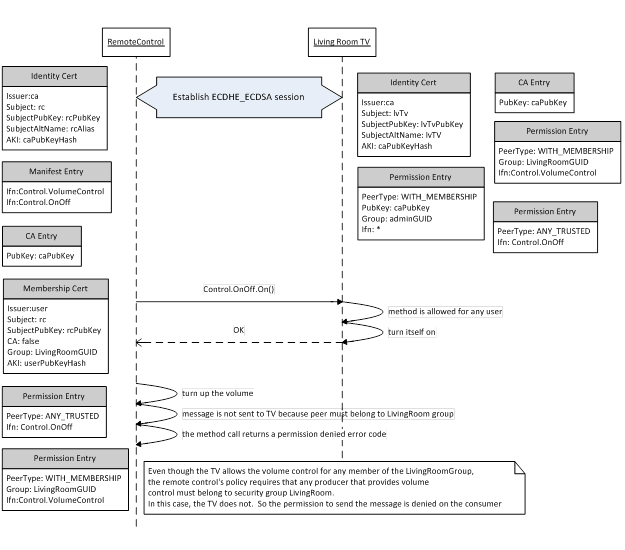 RemoteControl
Living Room TV
Establish ECDHE_ECDSA session
Identity Cert
Issuer:ca
Subject: rc
SubjectPubKey: rcPubKey
SubjectAltName: rcAlias
AKI: caPubKeyHash
Manifest Entry
Ifn:Control.VolumeControl
Ifn:Control.OnOff
CA Entry
PubKey: caPubKey
Membership Cert
Issuer:user
Subject: rc
SubjectPubKey: rcPubKey
CA: false
Group: LivingRoomGUID
AKI: userPubKeyHash
Permission Entry
PeerType: ANY_TRUSTED
Ifn: Control.OnOff
Permission Entry
PeerType: WITH_MEMBERSHIP
Group: LivingRoomGUID
Ifn:Control.VolumeControl
Identity Cert
Issuer:ca
Subject: lvTv
SubjectPubKey: lvTvPubKey
SubjectAltName: lvTV
AKI: caPubKeyHash
Permission Entry
PeerType: WITH_MEMBERSHIP
PubKey: caPubKey
Group: adminGUID
Ifn: *
CA Entry
PubKey: caPubKey
Permission Entry
PeerType: WITH_MEMBERSHIP
Group: LivingRoomGUID
Ifn:Control.VolumeControl
Permission Entry
PeerType: ANY_TRUSTED
Ifn: Control.OnOff
Control.OnOff.On()
method is allowed for any user
turn itself on
OK
turn up the volume
message is not sent to TV because peer must belong to LivingRoom group
the method call returns a permission denied error code
Even though the TV allows the volume control for any member of the LivingRoomGroup,
the remote control's policy requires that any producer that provides volume
control must belong to security group LivingRoom.
In this case, the TV does not. So the permission to send the message is denied on the consumer